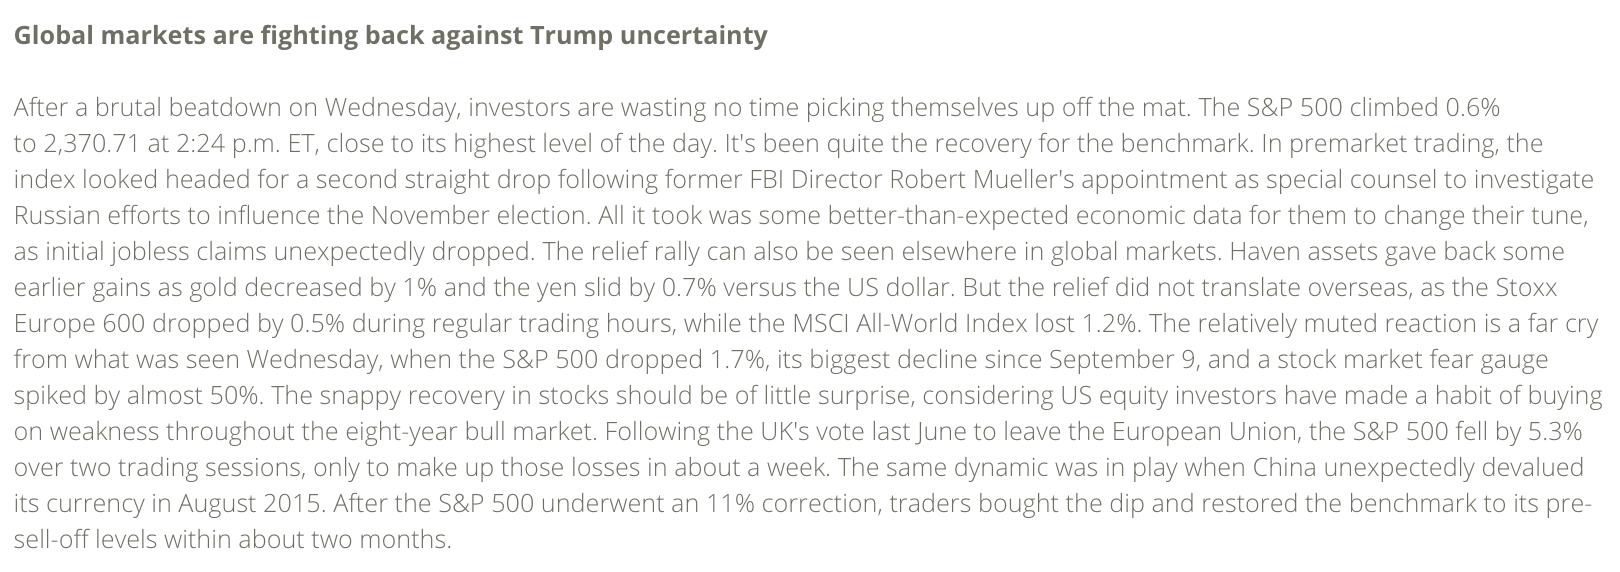 Global markets are fighting back against Trump uncertainty
After a brutal beatdown on Wednesday, investors are wasting no time picking themselves up off the mat. The S&P 500 climbed 0.6%
to 2,370.71 at 2:24 p.m. ET, close to its highest level of the day. It's been quite the recovery for the benchmark. In premarket trading, the
index looked headed for a second straight drop following former FBI Director Robert Mueller's appointment as special counsel to investigate
Russian efforts to influence the November election. All it took was some better-than-expected economic data for them to change their tune,
as initial jobless claims unexpectedly dropped. The relief rally can also be seen elsewhere in global markets. Haven assets gave back some
earlier gains as gold decreased by 1% and the yen slid by 0.7% versus the US dollar. But the relief did not translate overseas, as the Stoxx
Europe 600 dropped by 0.5% during regular trading hours, while the MSCI All-World Index lost 1.2%. The relatively muted reaction is a far cry
from what was seen Wednesday, when the S&P 500 dropped 1.7%, its biggest decline since September 9, and a stock market fear gauge
spiked by almost 50%. The snappy recovery in stocks should be of little surprise, considering US equity investors have made a habit of buying
on weakness throughout the eight-year bull market. Following the UK's vote last June to leave the European Union, the S&P 500 fell by 5.3%
over two trading sessions, only to make up those losses in about a week. The same dynamic was in play when China unexpectedly devalued
its currency in August 2015. After the S&P 500 underwent an 11% correction, traders bought the dip and restored the benchmark to its pre-
sell-off levels within about two months.